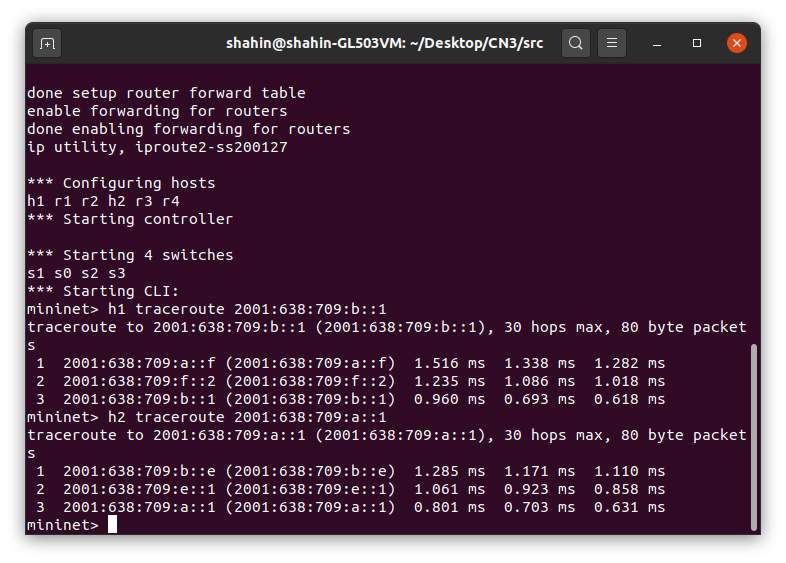 shahin@shahin-GL503VM: ~/Desktop/CN3/src
done setup router forward table
enable forwarding for routers
done enabling forwarding for routers
ip utility, iproute2-ss200127
*** Configuring hosts
h1 r1 r2 h2 r3 r4
*** Starting controller
*** Starting 4 switches
s1 s0 s2 s3
*** Starting CLI:
mininet> h1 traceroute 2001:638:709:b::1
traceroute to 2001:638:709:b::1 (2001:638:709:b::1), 30 hops max, 80 byte packet
s
 1  2001:638:709:a::f (2001:638:709:a::f)  1.516 ms  1.338 ms  1.282 ms
 2  2001:638:709:f::2 (2001:638:709:f::2)  1.235 ms  1.086 ms  1.018 ms
 3  2001:638:709:b::1 (2001:638:709:b::1)  0.960 ms  0.693 ms  0.618 ms
mininet> h2 traceroute 2001:638:709:a::1
traceroute to 2001:638:709:a::1 (2001:638:709:a::1), 30 hops max, 80 byte packet
s
 1  2001:638:709:b::e (2001:638:709:b::e)  1.285 ms  1.171 ms  1.110 ms
 2  2001:638:709:e::1 (2001:638:709:e::1)  1.061 ms  0.923 ms  0.858 ms
 3  2001:638:709:a::1 (2001:638:709:a::1)  0.801 ms  0.703 ms  0.631 ms
mininet>